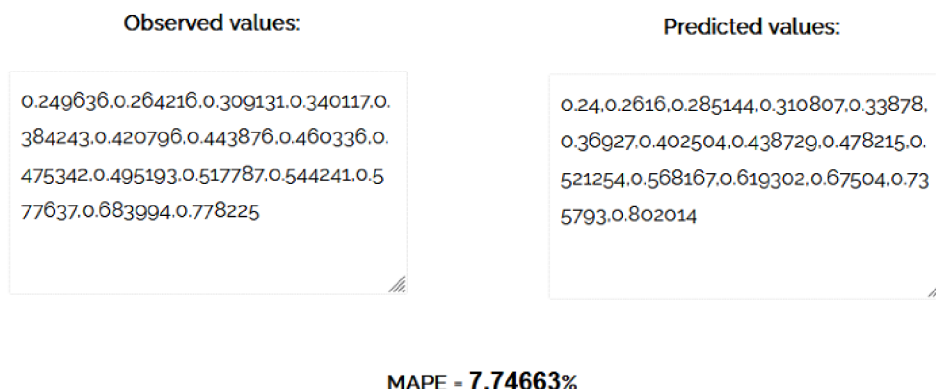 Observed values:
Predicted values:
0.249636,0.264216,0.309131,0.340117,0.
384243,0.420796,0.443876,0.460336,0.
475342,0.495193,0.517787,0.544241,0.5
77637,0.683994,0.778225
0.24,0.2616,0.285144,0.310807,0.33878,
0.36927,0.402504,0.438729,0.478215,0.
521254,0.568167,0.619302,0.67504,0.73
5793,0.802014
MAPE = 7.74663%